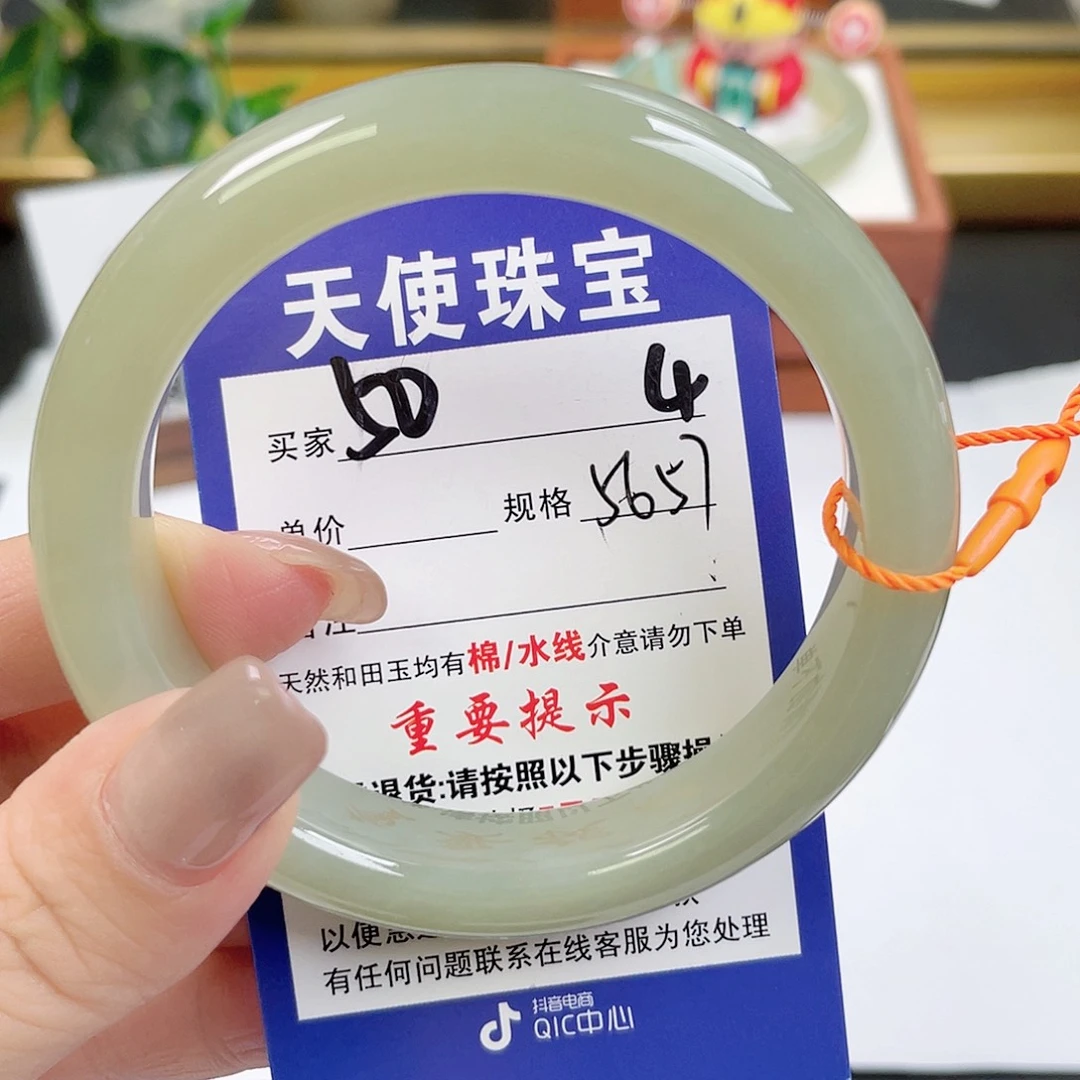 天使珠宝
买家 50 4
单价 规格 5657
备注
天然和田玉均有棉/水线介意请勿下单
重要提示
退货:请按照以下步骤操
以便
有任何问题联系在线客服为您处理
抖音电商
QIC中心